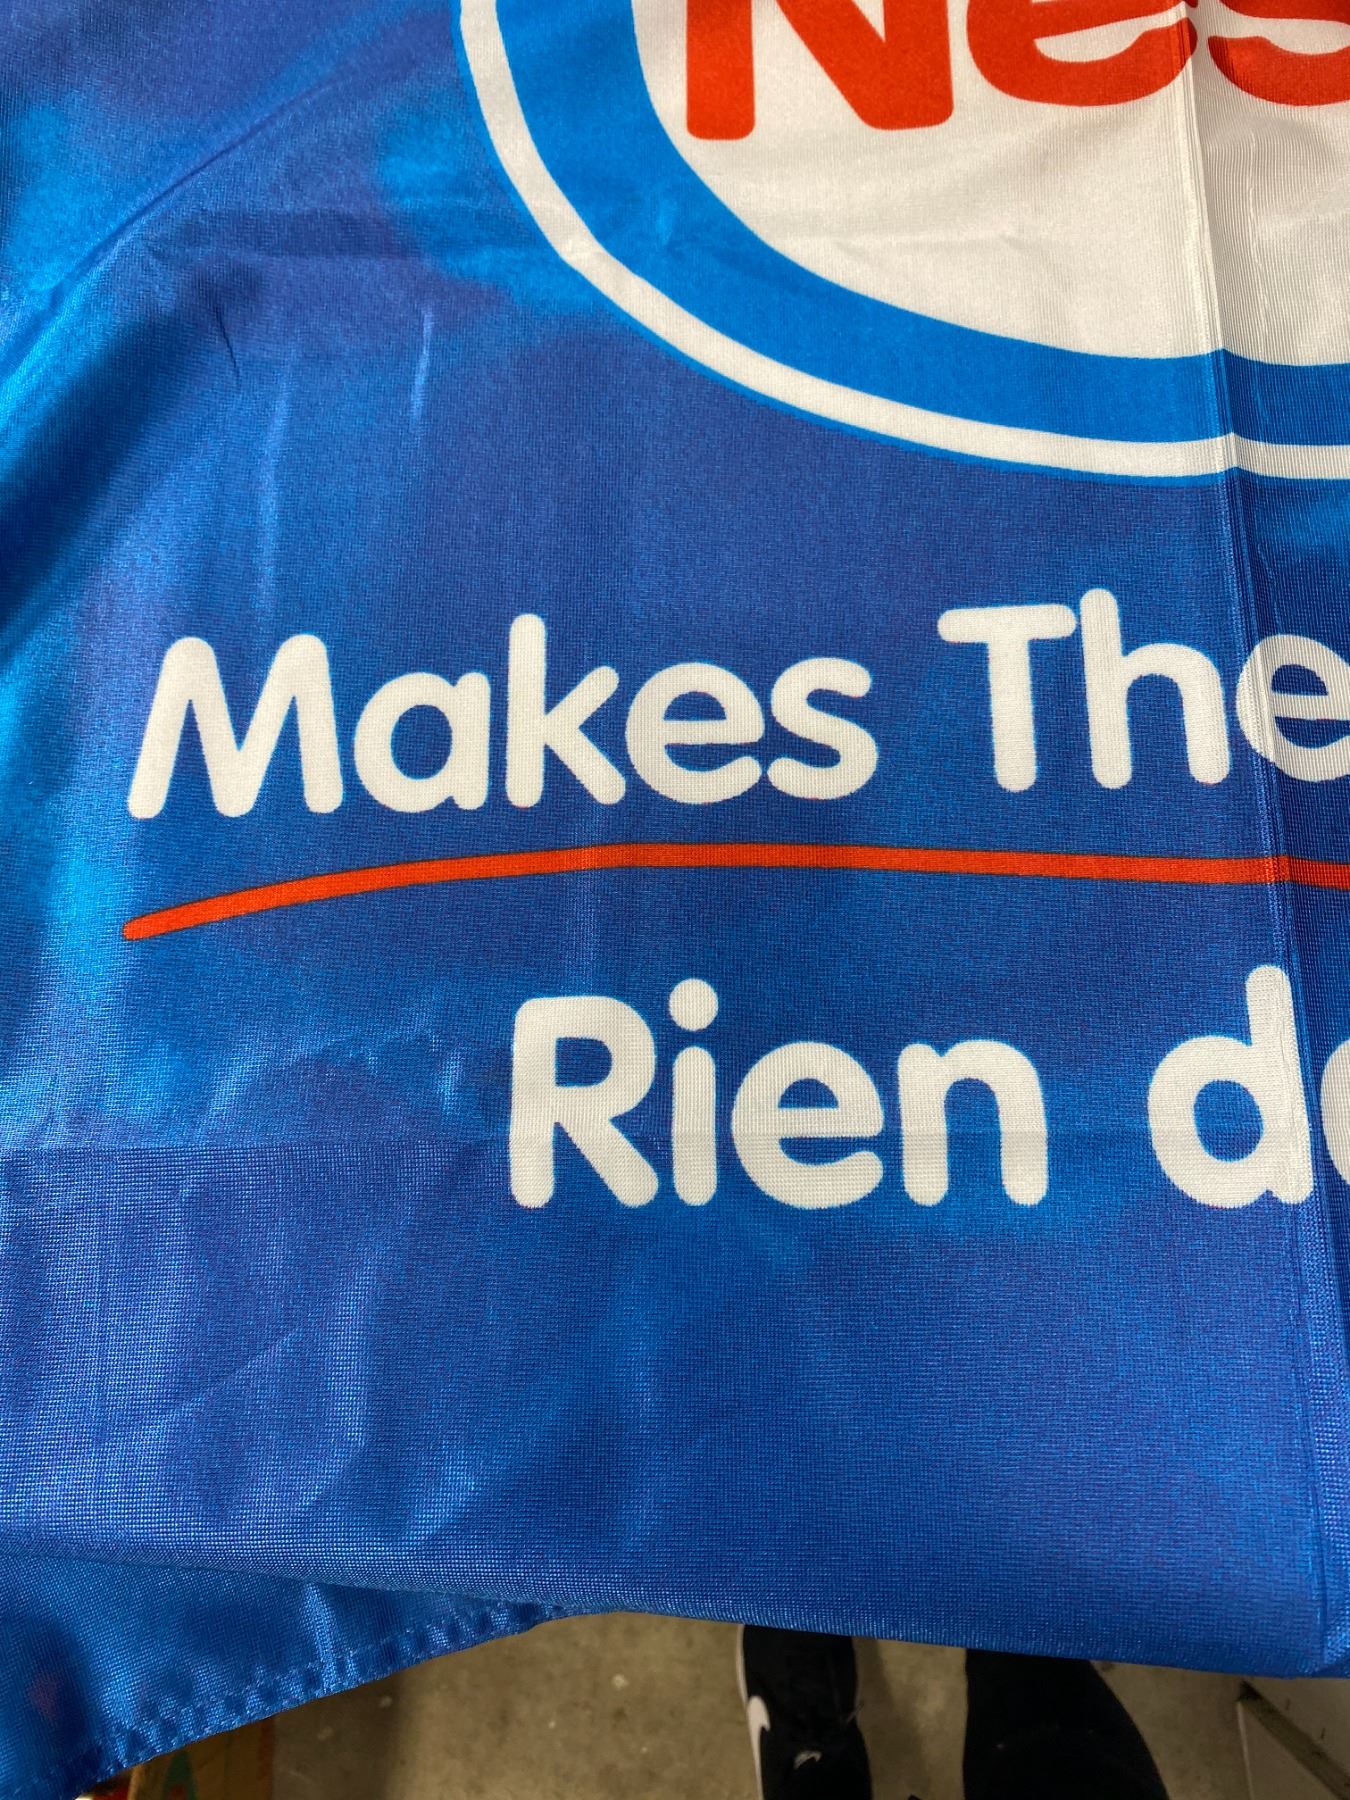 Nes
Makes The
Rien d